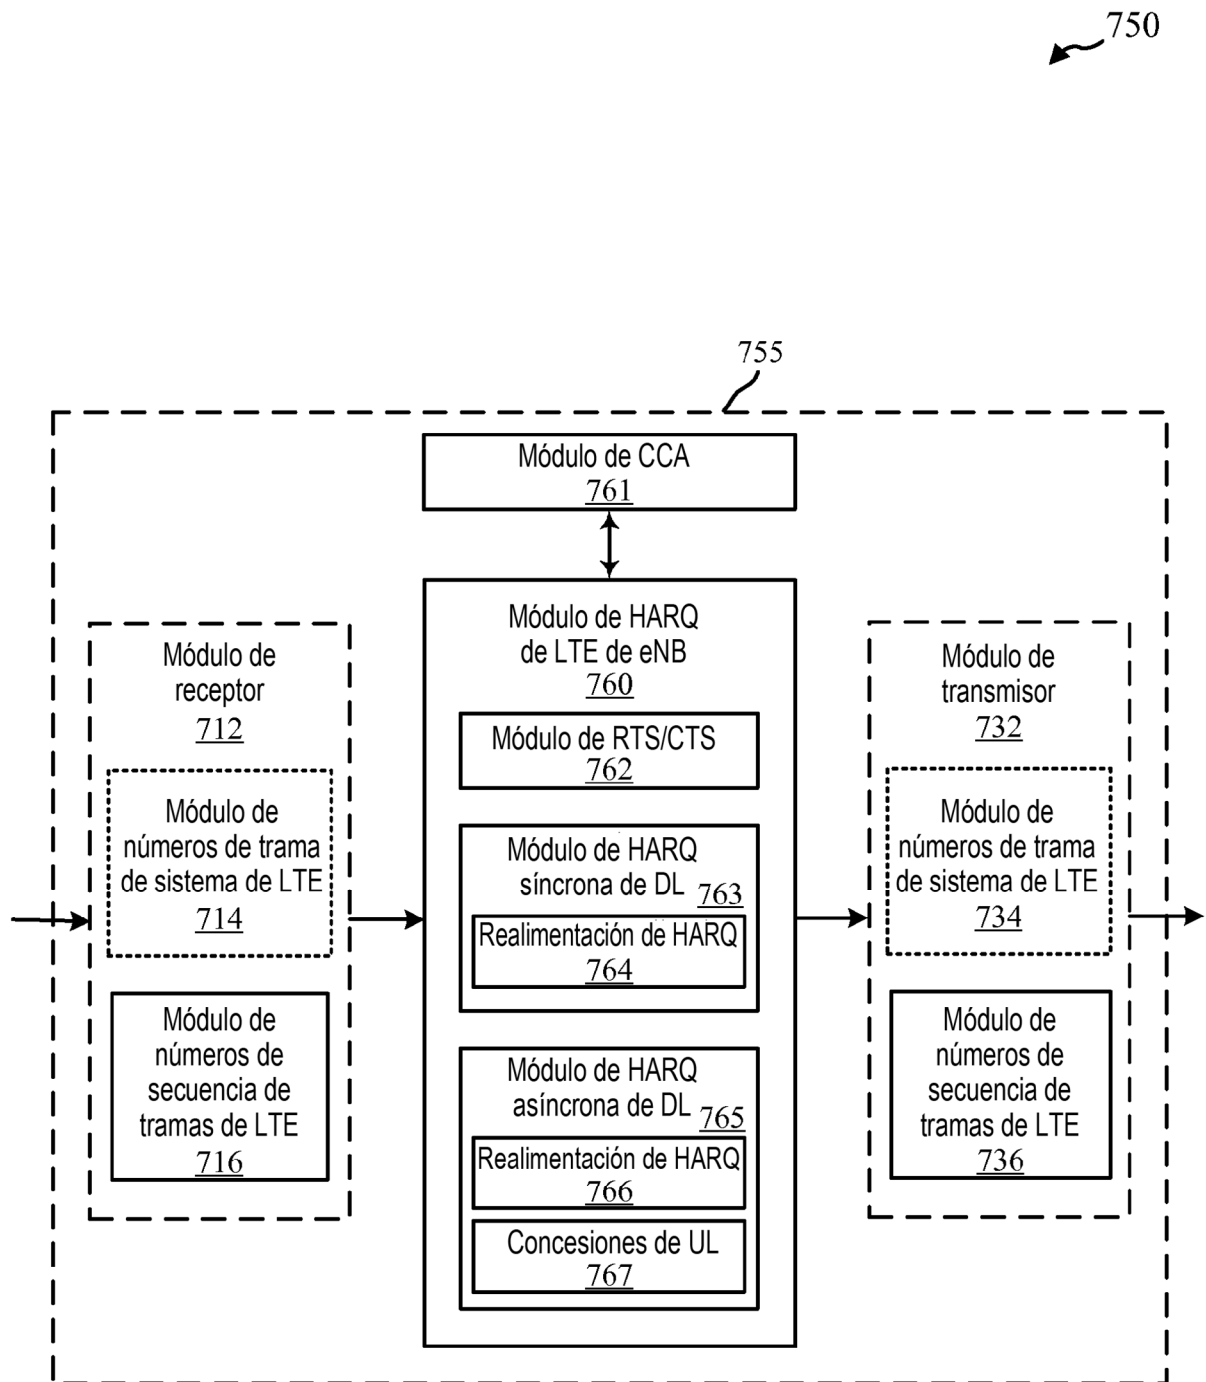 750
755
Módulo de CCA
761
Módulo de HARQ
de LTE de eNB
760
Módulo de RTS/CTS
762
Módulo de HARQ
síncrona de DL
763
Realimentación de HARQ
764
Módulo de HARQ
asíncrona de DL
765
Realimentación de HARQ
766
Concesiones de UL
767
Módulo de
receptor
712
Módulo de
números de trama
de sistema de LTE
714
Módulo de
números de
secuencia de
tramas de LTE
716
Módulo de
transmisor
732
Módulo de
números de trama
de sistema de LTE
734
Módulo de
números de
secuencia de
tramas de LTE
736